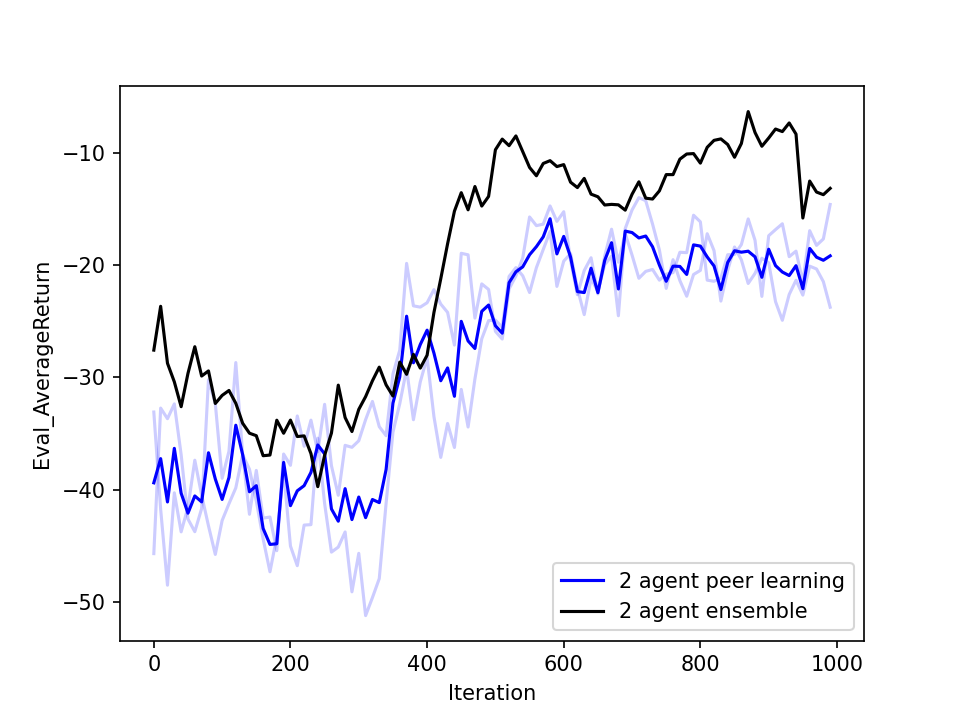 Eval_AverageReturn
−10
−20
−30
−40
−50
0 200 400 600 800 1000
Iteration
2 agent peer learning
2 agent ensemble